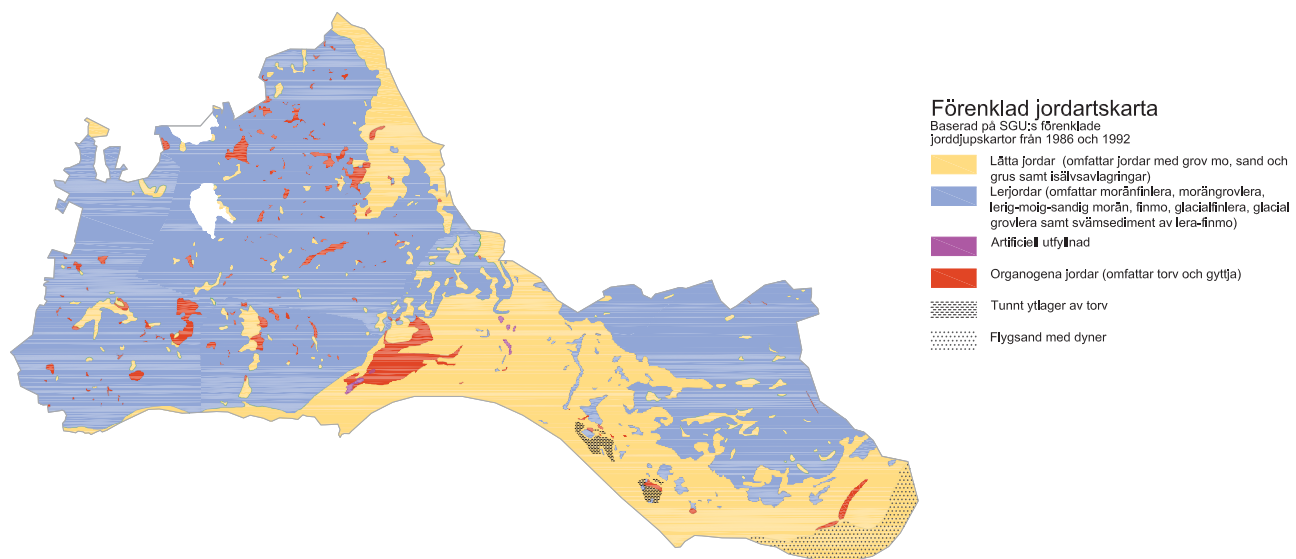 Förenklad jordartskarta
Baserad på SGU:s förenklade
jorddjupskartor från 1986 och 1992
Lätta jordar (omfattar jordar med grov mo, sand och
grus samt isälvsavlagringar)
Lerjordar (omfattar moränfinlera, morängrovlera,
lerig-moig-sandig morän, finmo, glacialfinlera, glacial
grovlera samt svämsediment av lera-finmo)
Artificiell utfyllnad
Organogena jordar (omfattar torv och gyttja)
Tunnt ytlager av torv
Flygsand med dyner